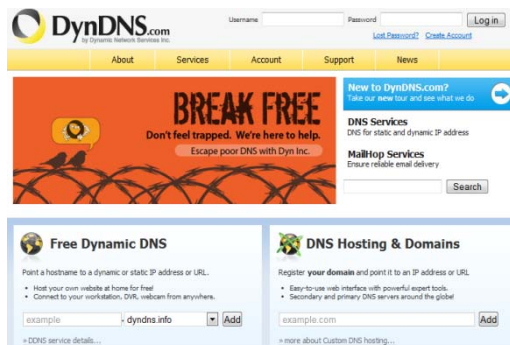 DynDNS.com
by Dynamic Network Services Inc.
Username
Password
Log in
Lost Password? Create Account
About Services Account Support News
BREAK FREE
Don't feel trapped. We're here to help.
Escape poor DNS with Dyn Inc.
New to DynDNS.com?
Take our new tour and see what we do
DNS Services
DNS for static and dynamic IP address
MailHop Services
Ensure reliable email delivery
Search
Free Dynamic DNS
Point a hostname to a dynamic or static IP address or URL.
• Host your own website at home for free!
• Connect to your workstation, DVR, webcam from anywhere.
example . dyndns.info Add
» DDNS service details...
DNS Hosting & Domains
Register your domain and point it to an IP address or URL
• Easy-to-use web interface with powerful expert tools.
• Secondary and primary DNS servers around the globe!
example.com Add
» more about Custom DNS hosting...